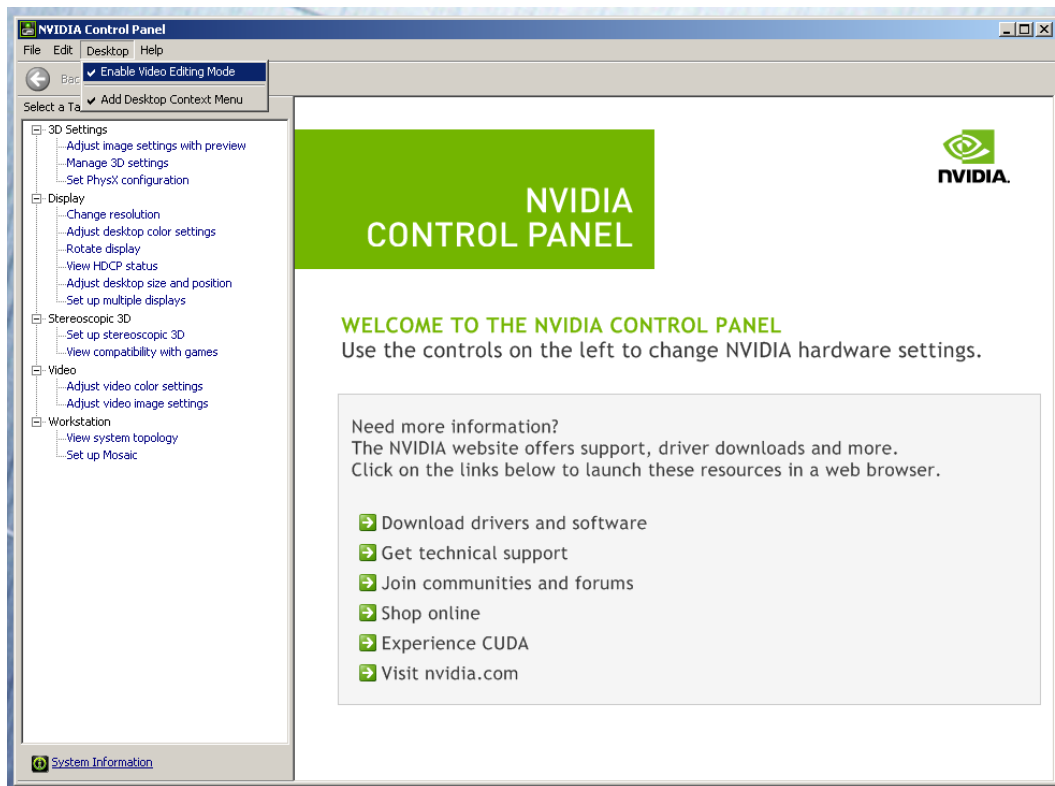 NVIDIA Control Panel
File Edit Desktop Help
Enable Video Editing Mode
Add Desktop Context Menu
Select a Ta
3D Settings
Adjust image settings with preview
Manage 3D settings
Set PhysX configuration
Display
Change resolution
Adjust desktop color settings
Rotate display
View HDCP status
Adjust desktop size and position
Set up multiple displays
Stereoscopic 3D
Set up stereoscopic 3D
View compatibility with games
Video
Adjust video color settings
Adjust video image settings
Workstation
View system topology
Set up Mosaic
System Information
NVIDIA
CONTROL PANEL
NVIDIA.
WELCOME TO THE NVIDIA CONTROL PANEL
Use the controls on the left to change NVIDIA hardware settings.
Need more information?
The NVIDIA website offers support, driver downloads and more.
Click on the links below to launch these resources in a web browser.
Download drivers and software
Get technical support
Join communities and forums
Shop online
Experience CUDA
Visit nvidia.com